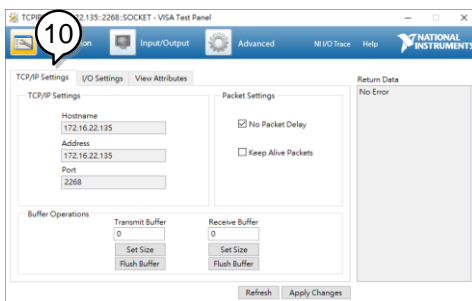 TCPIP 22.135::2268::SOCKET - VISA Test Panel
10
on Input/Output Advanced NI I/O Trace Help NATIONAL INSTRUMENTS
TCP/IP Settings I/O Settings View Attributes Return Data
TCP/IP Settings Packet Settings No Error
Hostname
172.16.22.135 No Packet Delay
Address
172.16.22.135 Keep Alive Packets
Port
2268
Buffer Operations
Transmit Buffer Receive Buffer
0 0
Set Size Set Size
Flush Buffer Flush Buffer
Refresh Apply Changes